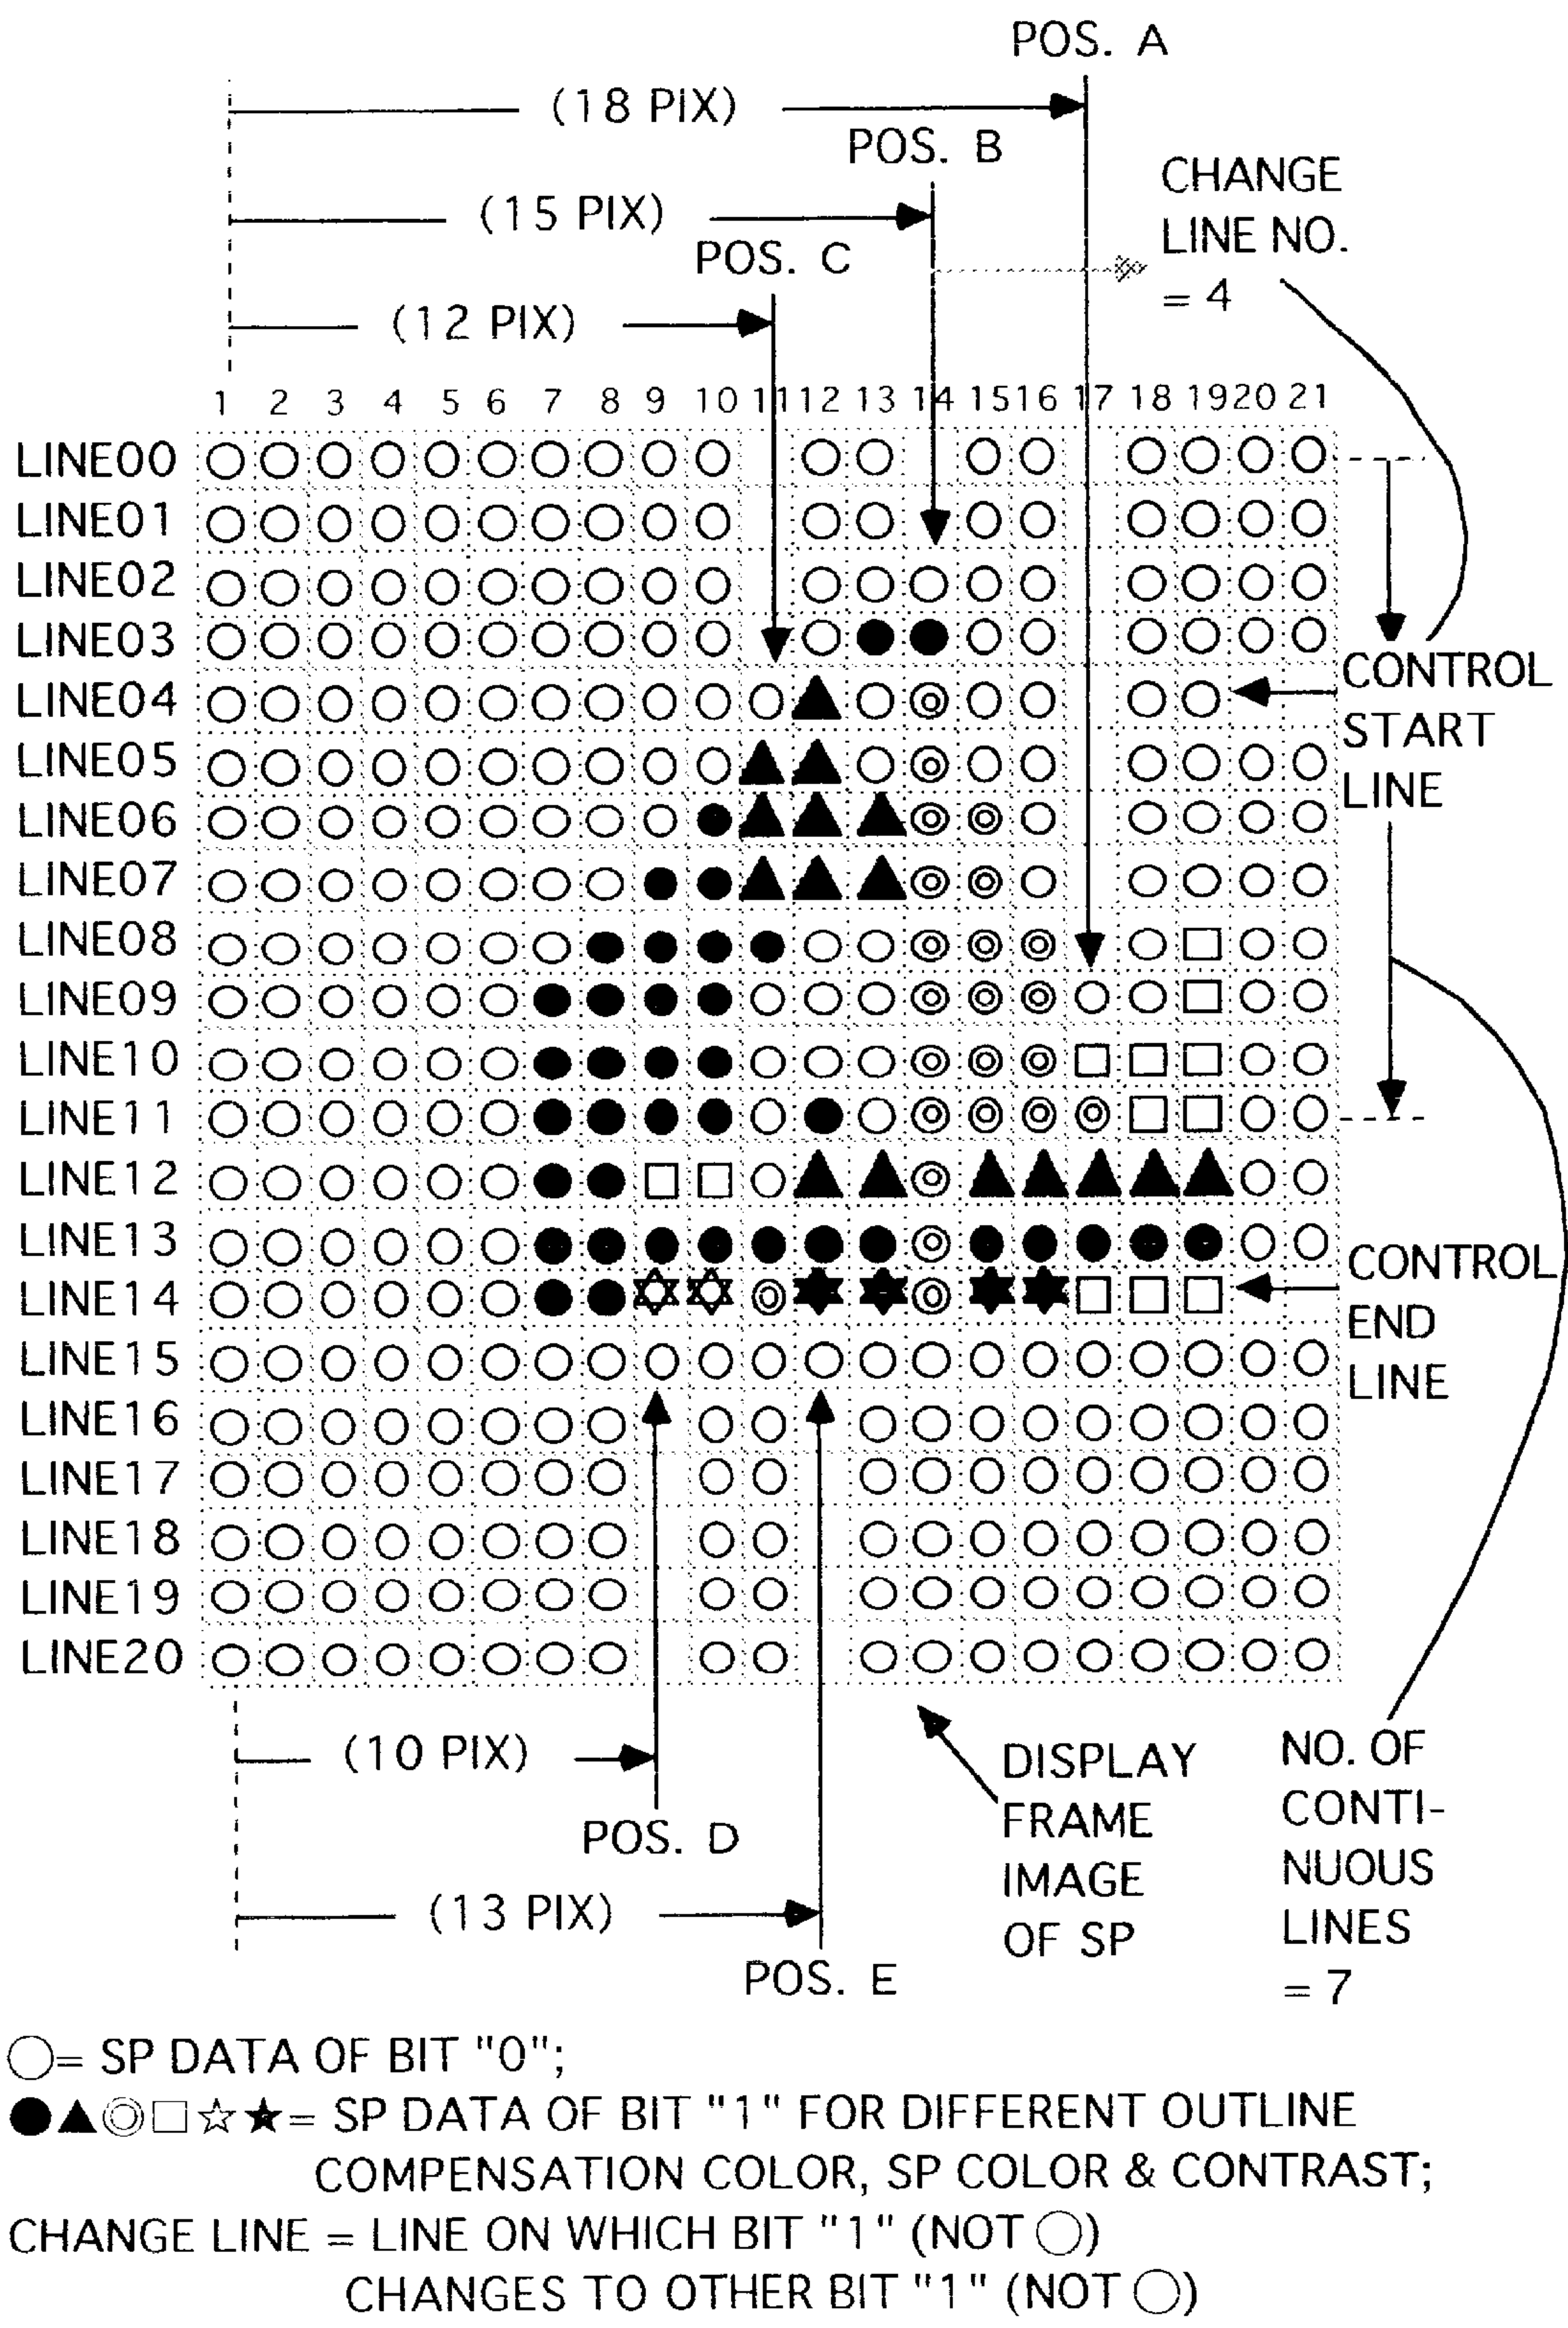 POS. A
(18 PIX)
POS. B
(15 PIX)
POS. C
(12 PIX)
CHANGE
LINE NO.
= 4
1 2 3 4 5 6 7 8 9 10 11 12 13 14 15 16 17 18 19 20 21
LINE00
LINE01
LINE02
LINE03
LINE04
LINE05
LINE06
LINE07
LINE08
LINE09
LINE10
LINE11
LINE12
LINE13
LINE14
LINE15
LINE16
LINE17
LINE18
LINE19
LINE20
CONTROL
START
LINE
CONTROL
END
LINE
(10 PIX)
POS. D
(13 PIX)
POS. E
DISPLAY
FRAME
IMAGE
OF SP
NO. OF
CONTI-
NUOUS
LINES
= 7
○= SP DATA OF BIT "0";
●▲◎□☆★= SP DATA OF BIT "1" FOR DIFFERENT OUTLINE
COMPENSATION COLOR, SP COLOR & CONTRAST;
CHANGE LINE = LINE ON WHICH BIT "1" (NOT ○)
CHANGES TO OTHER BIT "1" (NOT ○)